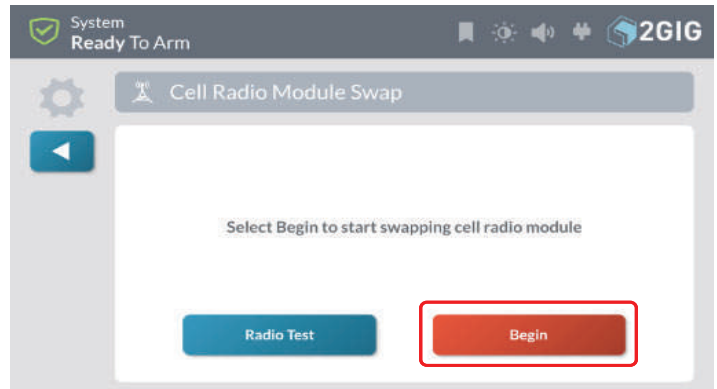 System
Ready To Arm
2GIG
Cell Radio Module Swap
Select Begin to start swapping cell radio module
Radio Test
Begin